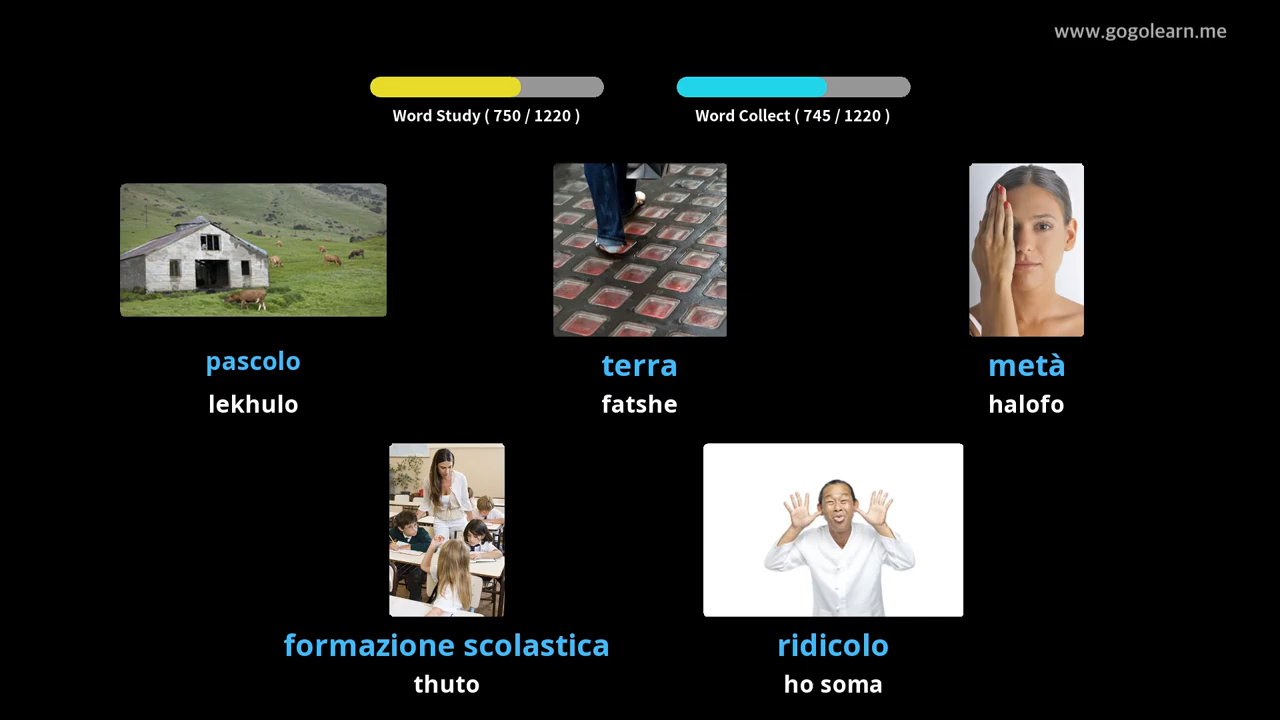 www.gogolearn.me
Word Study ( 750 / 1220 )
Word Collect ( 745 / 1220 )
pascolo
lekhulo
terra
fatshe
metà
halofo
formazione scolastica
thuto
ridicolo
ho soma